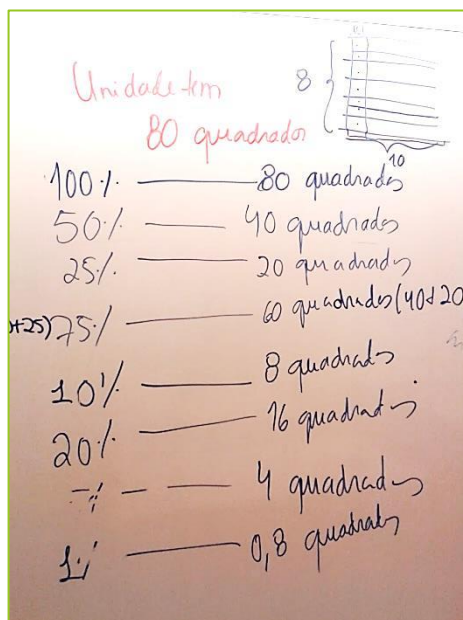 Unidade tem
80 quadrados
8
10
100% 80 quadrados
50% 40 quadrados
25% 20 quadrados
+25) 75% 60 quadrados (40 + 20
10% 8 quadrados
20% 16 quadrados
4 quadrados
1% 0,8 quadrados